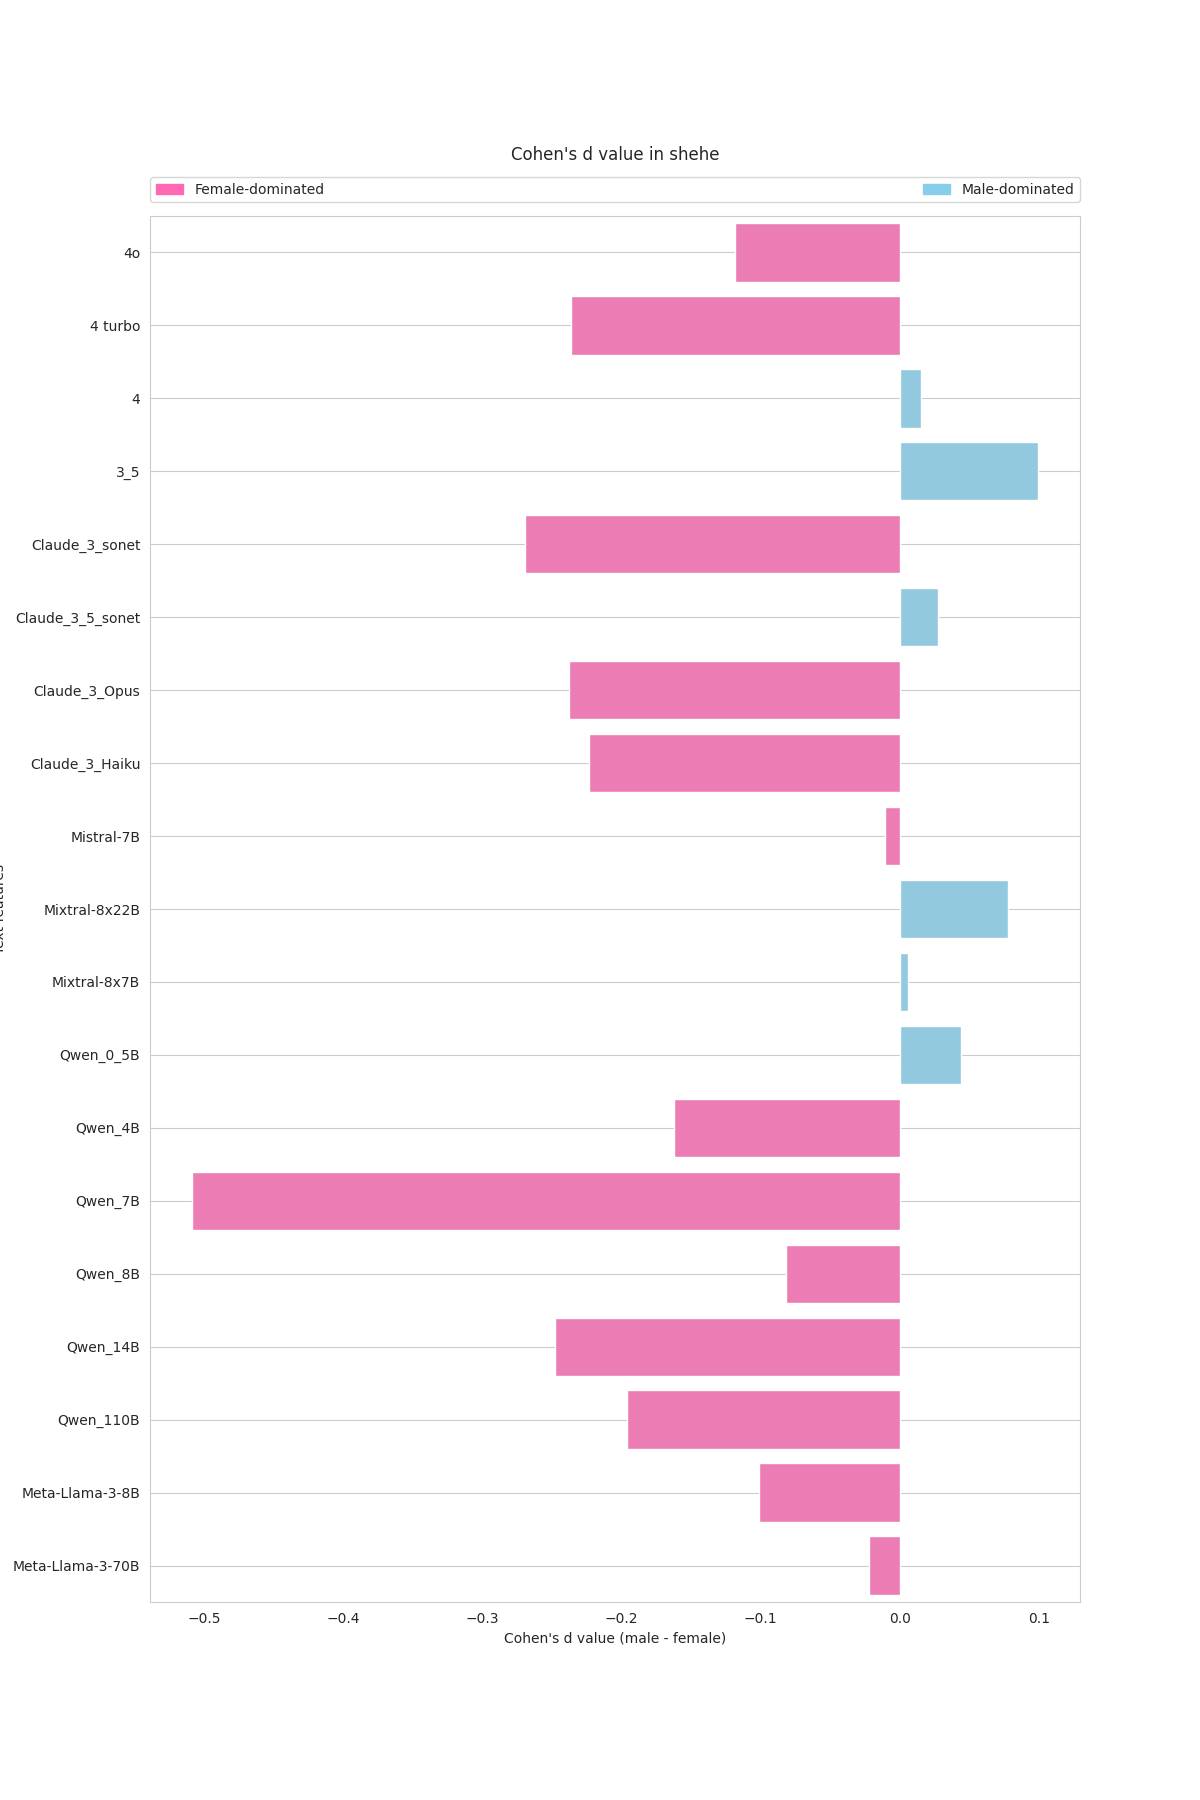 Cohen's d value in shehe
Female-dominated Male-dominated
4o
4 turbo
4
3_5
Claude_3_sonet
Claude_3_5_sonet
Claude_3_Opus
Claude_3_Haiku
Mistral-7B
Mixtral-8x22B
Mixtral-8x7B
Qwen_0_5B
Qwen_4B
Qwen_7B
Qwen_8B
Qwen_14B
Qwen_110B
Meta-Llama-3-8B
Meta-Llama-3-70B
−0.5 −0.4 −0.3 −0.2 −0.1 0.0 0.1
Cohen's d value (male - female)